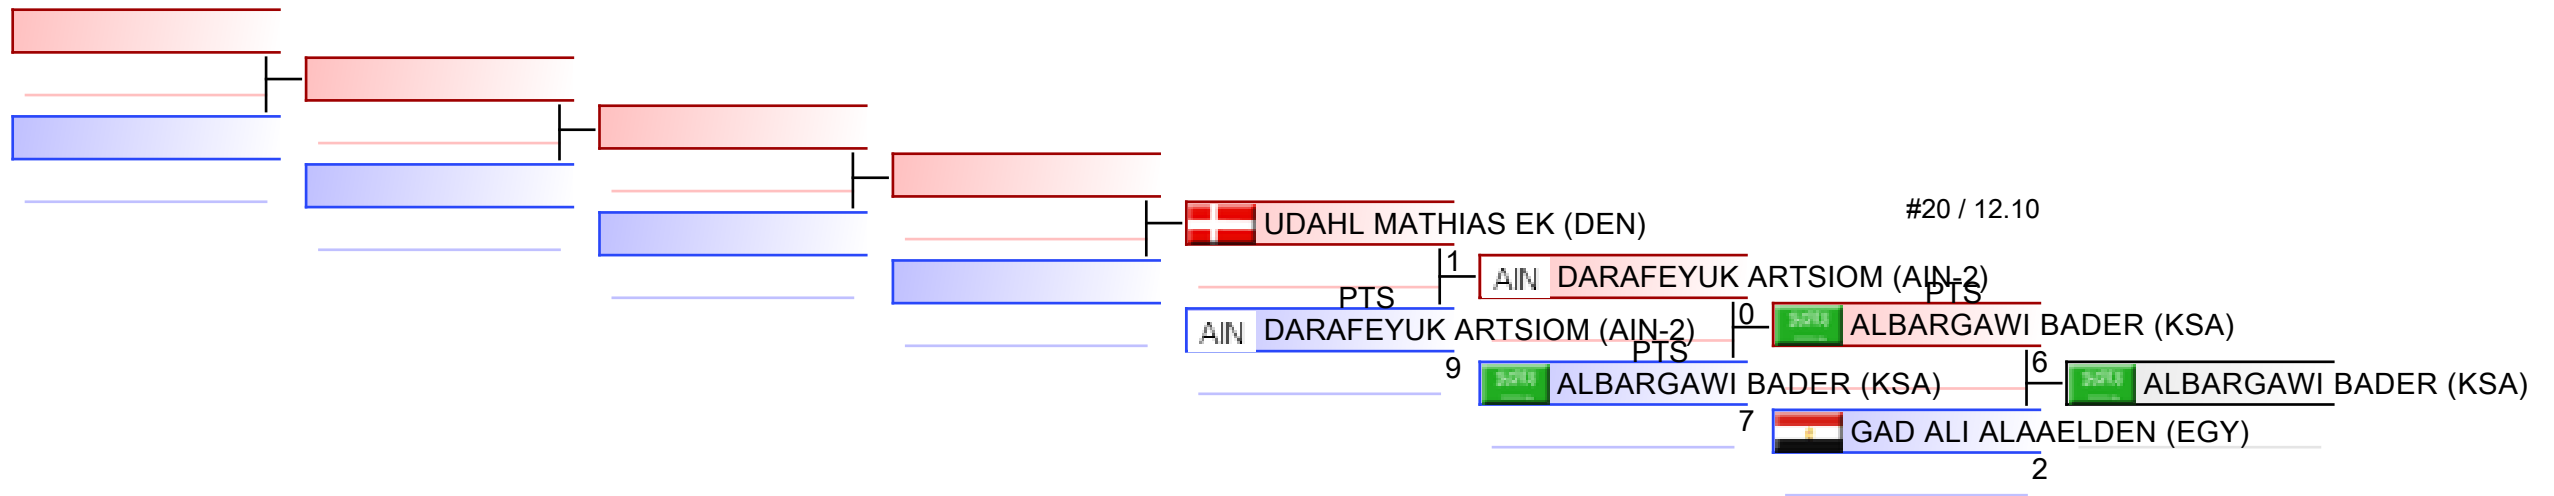 #20 / 12.10
UDAHL MATHIAS EK (DEN)
1
AIN DARAFEYUK ARTSIOM (AIN-2)
PTS
PTS
AIN DARAFEYUK ARTSIOM (AIN-2)
0
ALBARGAWI BADER (KSA)
PTS
9
6
ALBARGAWI BADER (KSA)
ALBARGAWI BADER (KSA)
7
GAD ALI ALAAELDEN (EGY)
2